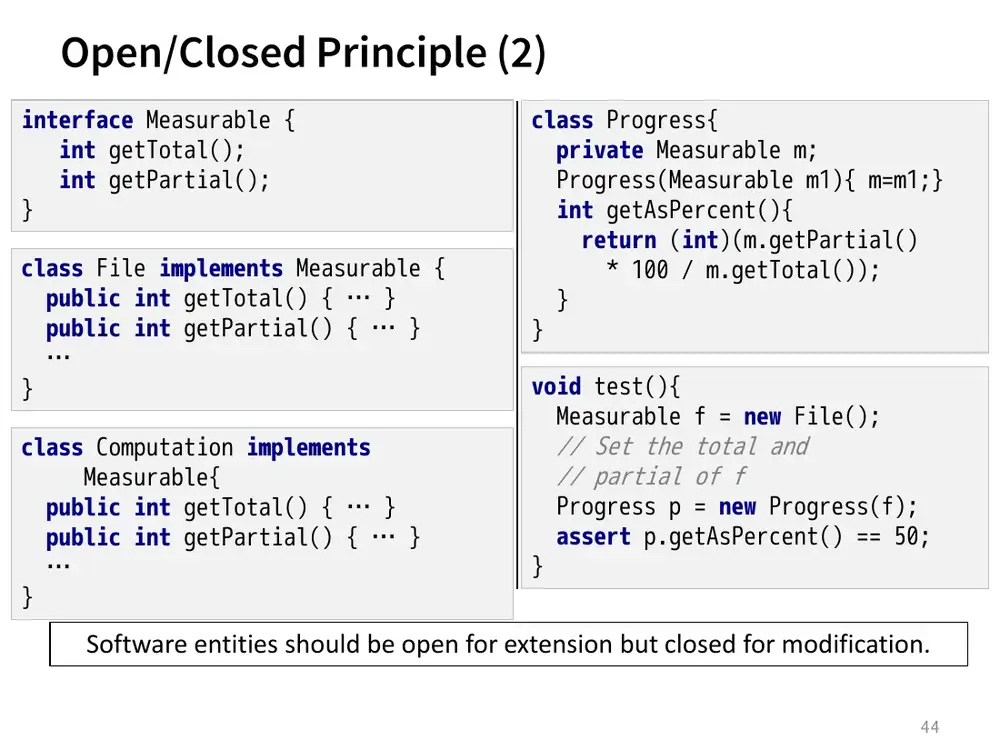 Open/Closed Principle (2)
interface Measurable {
   int getTotal();
   int getPartial();
}
class File implements Measurable {
  public int getTotal() { ⋯ }
  public int getPartial() { ⋯ }
  ⋯
}
class Computation implements
     Measurable{
  public int getTotal() { ⋯ }
  public int getPartial() { ⋯ }
  ⋯
}
class Progress{
  private Measurable m;
  Progress(Measurable m1){ m=m1;}
  int getAsPercent(){
    return (int)(m.getPartial()
      * 100 / m.getTotal());
  }
}
void test(){
  Measurable f = new File();
  // Set the total and
  // partial of f
  Progress p = new Progress(f);
  assert p.getAsPercent() == 50;
}
Software entities should be open for extension but closed for modification.
44